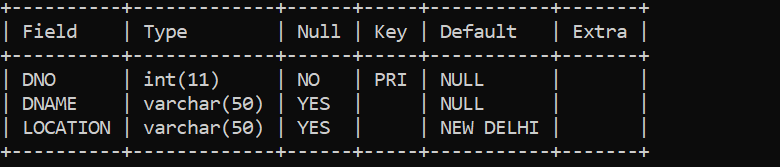 +----------+-------------+------+-----+-----------+-------+
| Field    | Type        | Null | Key | Default   | Extra |
+----------+-------------+------+-----+-----------+-------+
| DNO      | int(11)     | NO   | PRI | NULL      |       |
| DNAME    | varchar(50) | YES  |     | NULL      |       |
| LOCATION | varchar(50) | YES  |     | NEW DELHI |       |
+----------+-------------+------+-----+-----------+-------+